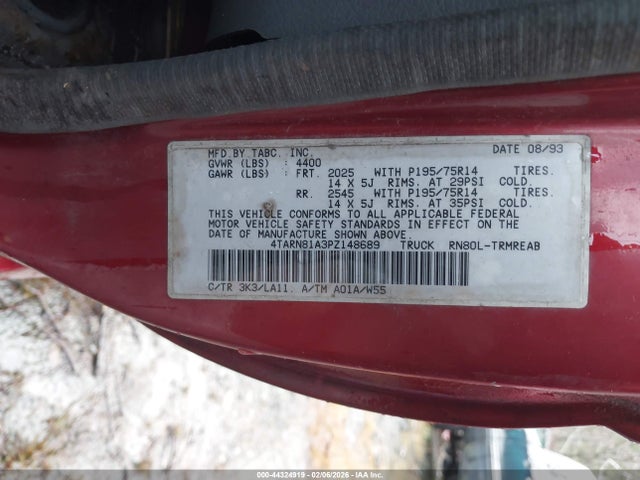 MFD BY TABC. INC. DATE 08/93
GVWR (LBS) : 4400
GAWR (LBS) : FRT. 2025 WITH P195/75R14 TIRES.
14 X 5J RIMS. AT 29PSI COLD.
RR. 2545 WITH P195/75R14 TIRES.
14 X 5J RIMS. AT 35PSI COLD.
THIS VEHICLE CONFORMS TO ALL APPLICABLE FEDERAL
MOTOR VEHICLE SAFETY STANDARDS IN EFFECT ON THE
DATE OF MANUFACTURE SHOWN ABOVE.
4TARN81A3PZ148689 TRUCK RN80L-TRMREAB
C/TR 3K3/LA11. A/TM A01A/W55
000-44324919 | 02/06/2026 - IAA Inc.